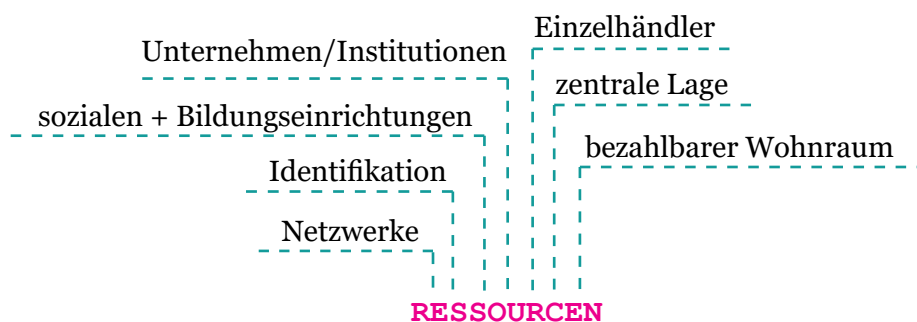 Einzelhändler
Unternehmen/Institutionen
zentrale Lage
sozialen + Bildungseinrichtungen
bezahlbarer Wohnraum
Identifikation
Netzwerke
RESSOURCEN